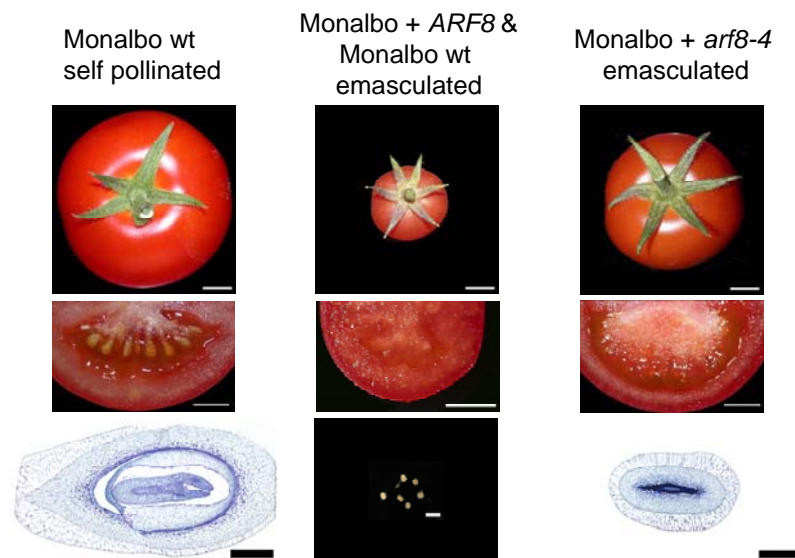 Monalbo wt
self pollinated
Monalbo + ARF8 &
Monalbo wt
emasculated
Monalbo + arf8-4
emasculated